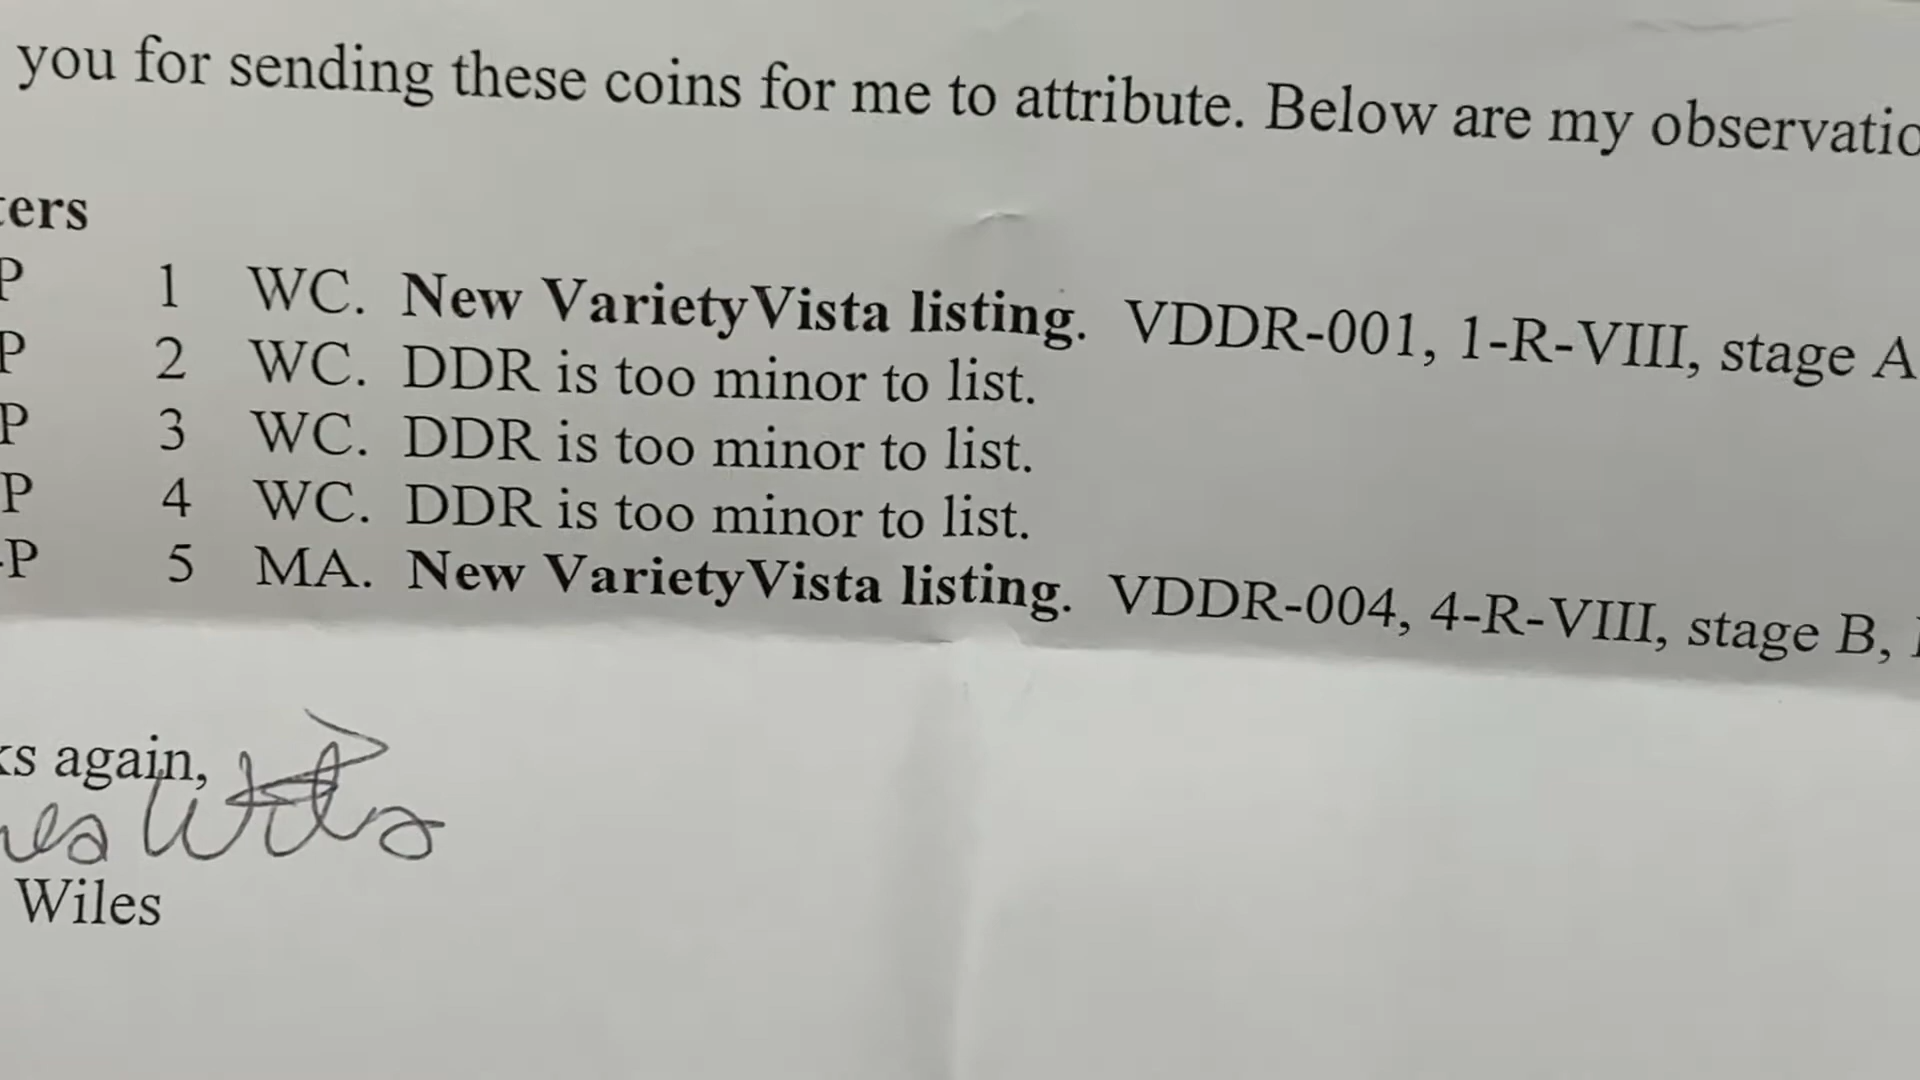 you for sending these coins for me to attribute. Below are my observatio
ters
P 1 WC. New VarietyVista listing. VDDR-001, 1-R-VIII, stage A
P 2 WC. DDR is too minor to list.
P 3 WC. DDR is too minor to list.
P 4 WC. DDR is too minor to list.
-P 5 MA. New VarietyVista listing. VDDR-004, 4-R-VIII, stage B,
ks again,
Wiles
Wiles